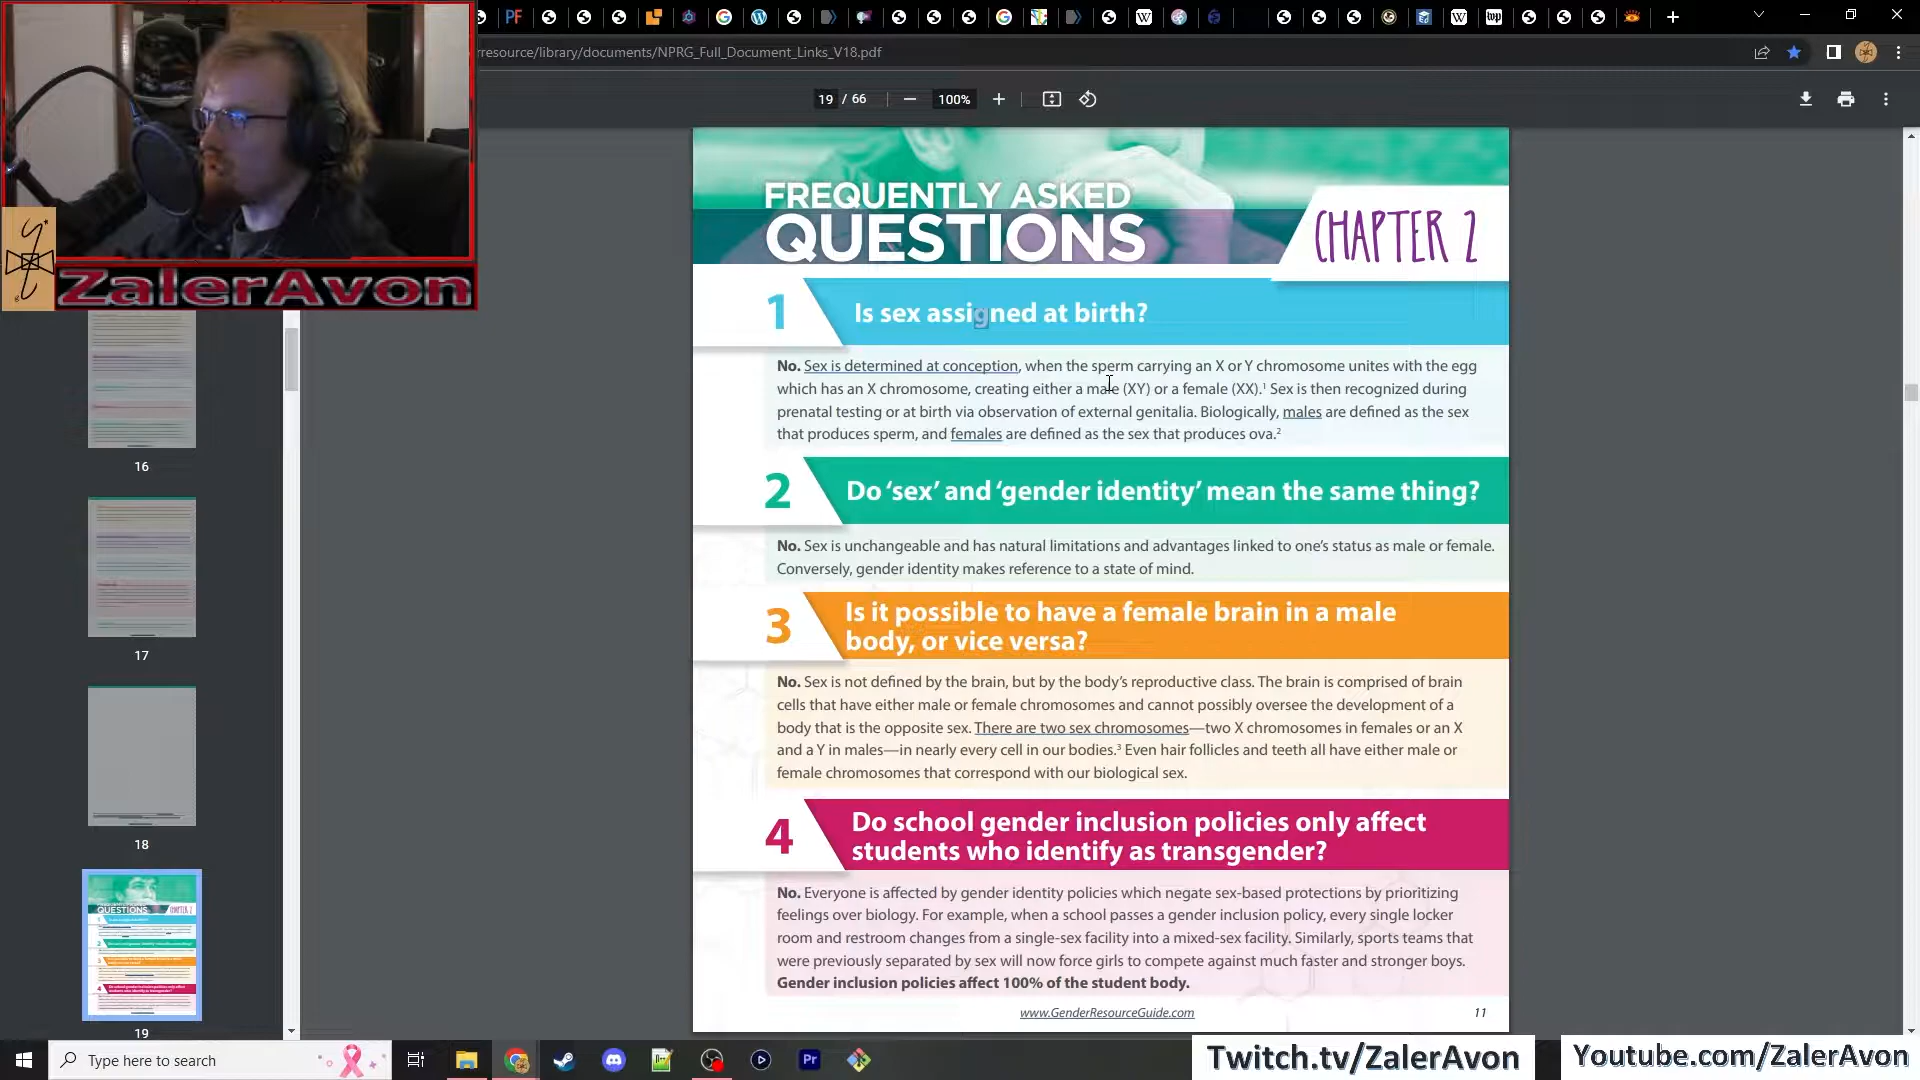 PF
W
W
wp
rresource/library/documents/NPRG_Full_Document_Links_V18.pdf
19 / 66
100%
ZalerAvon
16
17
18
19
FREQUENTLY ASKED
QUESTIONS
CHAPTER 2
1
Is sex assigned at birth?
No. Sex is determined at conception, when the sperm carrying an X or Y chromosome unites with the egg
which has an X chromosome, creating either a male (XY) or a female (XX).1 Sex is then recognized during
prenatal testing or at birth via observation of external genitalia. Biologically, males are defined as the sex
that produces sperm, and females are defined as the sex that produces ova.2
2
Do ‘sex’ and ‘gender identity’ mean the same thing?
No. Sex is unchangeable and has natural limitations and advantages linked to one’s status as male or female.
Conversely, gender identity makes reference to a state of mind.
3
Is it possible to have a female brain in a male
body, or vice versa?
No. Sex is not defined by the brain, but by the body’s reproductive class. The brain is comprised of brain
cells that have either male or female chromosomes and cannot possibly oversee the development of a
body that is the opposite sex. There are two sex chromosomes—two X chromosomes in females or an X
and a Y in males—in nearly every cell in our bodies.3 Even hair follicles and teeth all have either male or
female chromosomes that correspond with our biological sex.
4
Do school gender inclusion policies only affect
students who identify as transgender?
No. Everyone is affected by gender identity policies which negate sex-based protections by prioritizing
feelings over biology. For example, when a school passes a gender inclusion policy, every single locker
room and restroom changes from a single-sex facility into a mixed-sex facility. Similarly, sports teams that
were previously separated by sex will now force girls to compete against much faster and stronger boys.
Gender inclusion policies affect 100% of the student body.
www.GenderResourceGuide.com
11
Type here to search
Pr
Twitch.tv/ZalerAvon
Youtube.com/ZalerAvon